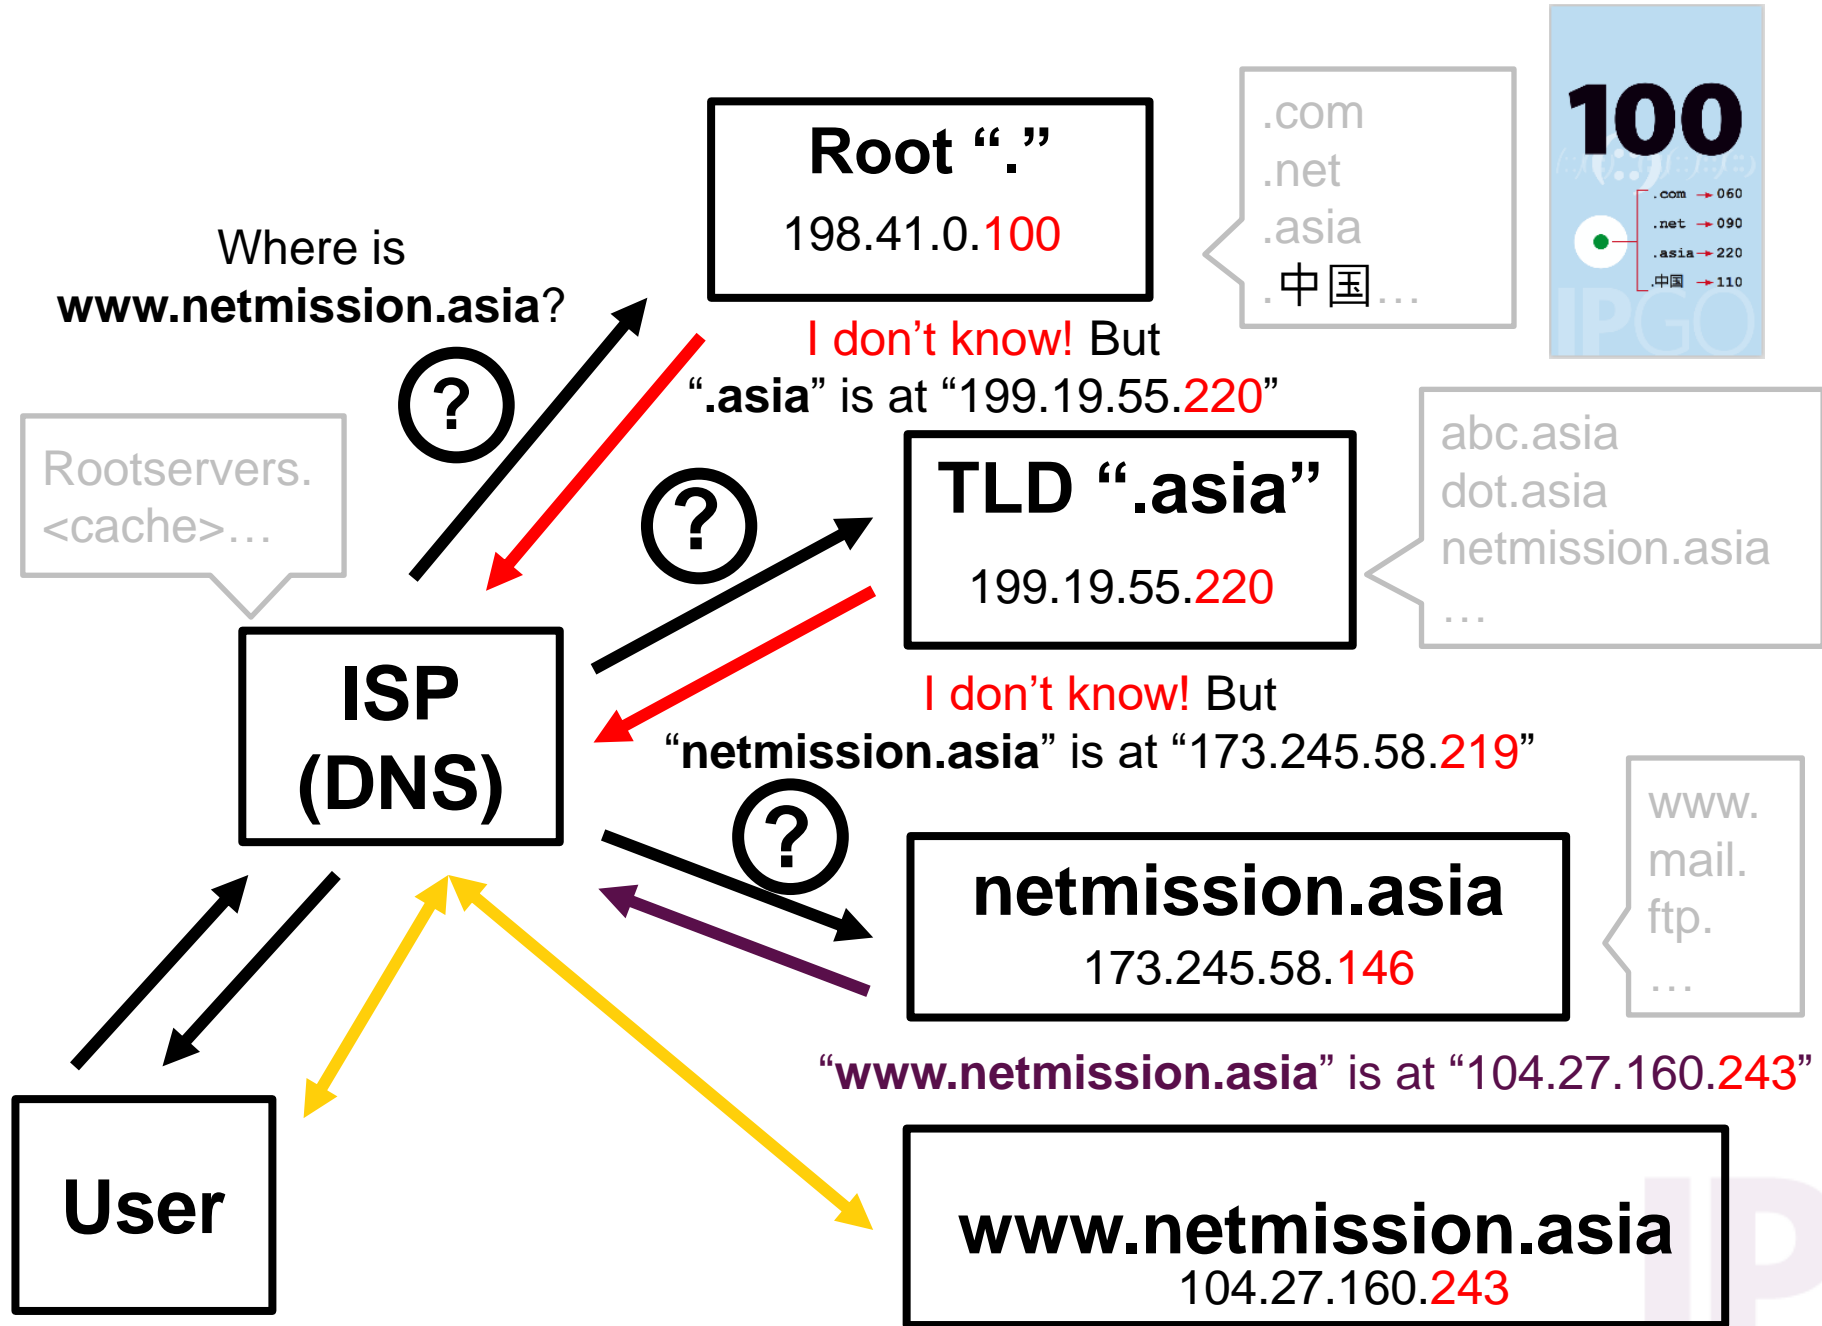 Root “.”
198.41.0.100
.com
.net
.asia
.中国…
100
.com → 060
.net → 090
.asia → 220
.中国 → 110
IPGO
Where is
www.netmission.asia?
?
I don’t know! But
“.asia” is at “199.19.55.220”
Rootservers.
<cache>…
?
TLD “.asia”
199.19.55.220
abc.asia
dot.asia
netmission.asia
…
ISP
(DNS)
I don’t know! But
“netmission.asia” is at “173.245.58.219”
?
netmission.asia
173.245.58.146
www.
mail.
ftp.
…
“www.netmission.asia” is at “104.27.160.243”
User
www.netmission.asia
104.27.160.243
IP